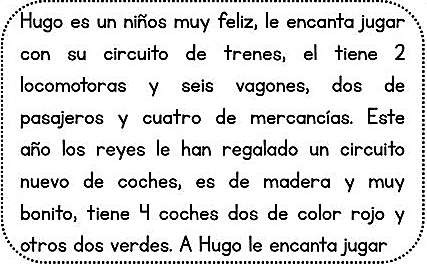 Hugo es un niños muy feliz, le encanta jugar
con su circuito de trenes, el tiene 2
locomotoras y seis vagones, dos de
pasajeros y cuatro de mercancías. Este
año los reyes le han regalado un circuito
nuevo de coches, es de madera y muy
bonito, tiene 4 coches dos de color rojo y
otros dos verdes. A Hugo le encanta jugar